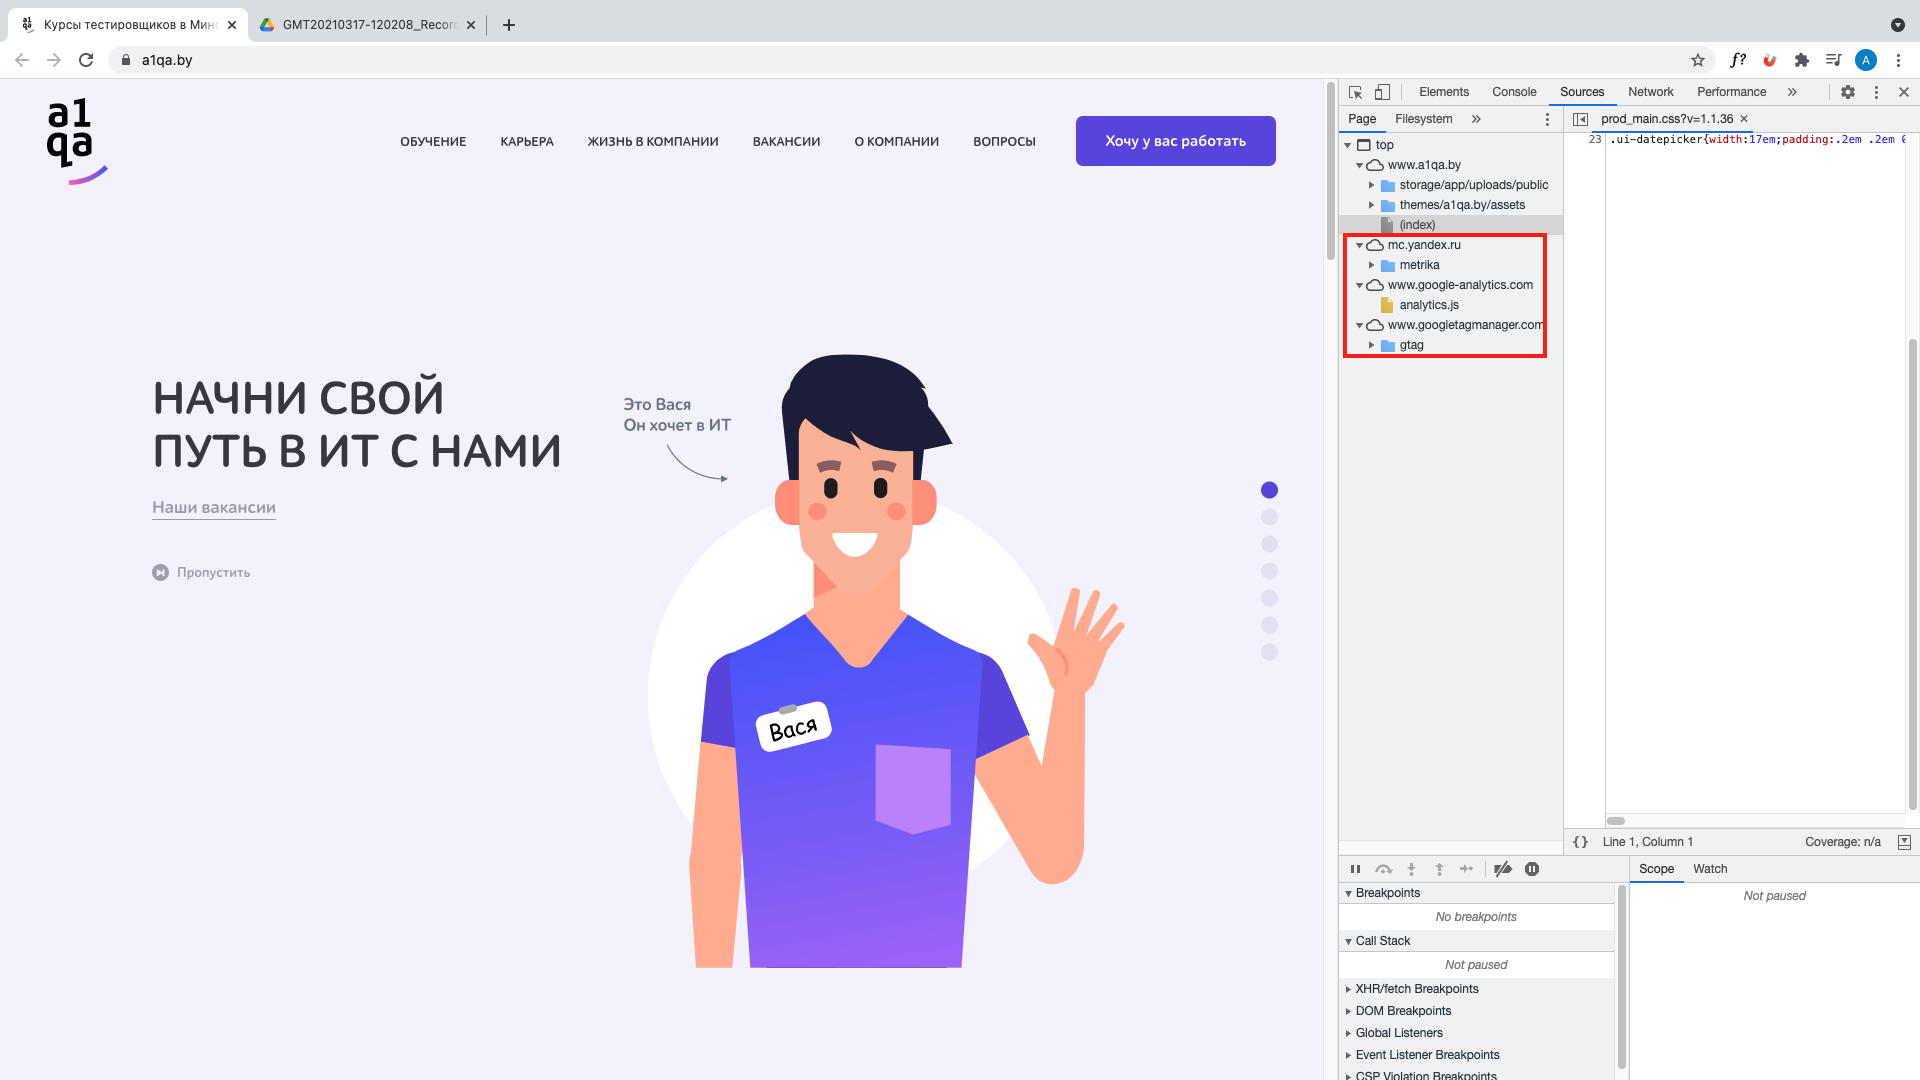 Курсы тестировщиков в Мин
GMT20210317-120208_Recor
a1qa.by
f?
A
a1
qa
ОБУЧЕНИЕ
КАРЬЕРА
ЖИЗНЬ В КОМПАНИИ
ВАКАНСИИ
О КОМПАНИИ
ВОПРОСЫ
Хочу у вас работать
НАЧНИ СВОЙ
ПУТЬ В ИТ С НАМИ
Наши вакансии
Пропустить
Это Вася
Он хочет в ИТ
Вася
Elements
Console
Sources
Network
Performance
Page
Filesystem
prod_main.css?v=1.1.36
top
www.a1qa.by
storage/app/uploads/public
themes/a1qa.by/assets
(index)
mc.yandex.ru
metrika
www.google-analytics.com
analytics.js
www.googletagmanager.com
gtag
23 .ui-datepicker{width:17em;padding:.2em .2em 0
{} Line 1, Column 1
Coverage: n/a
Breakpoints
No breakpoints
Call Stack
Not paused
XHR/fetch Breakpoints
DOM Breakpoints
Global Listeners
Event Listener Breakpoints
CSP Violation Breakpoints
Scope
Watch
Not paused